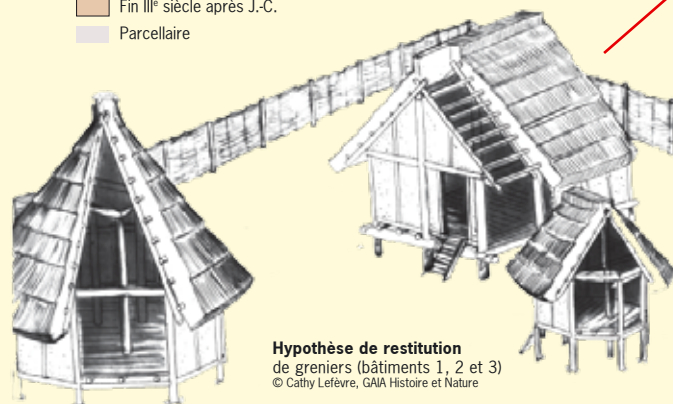 Fin IIIᵉ siècle après J.-C.
Parcellaire
Hypothèse de restitution
de greniers (bâtiments 1, 2 et 3)
© Cathy Lefèvre, GAIA Histoire et Nature